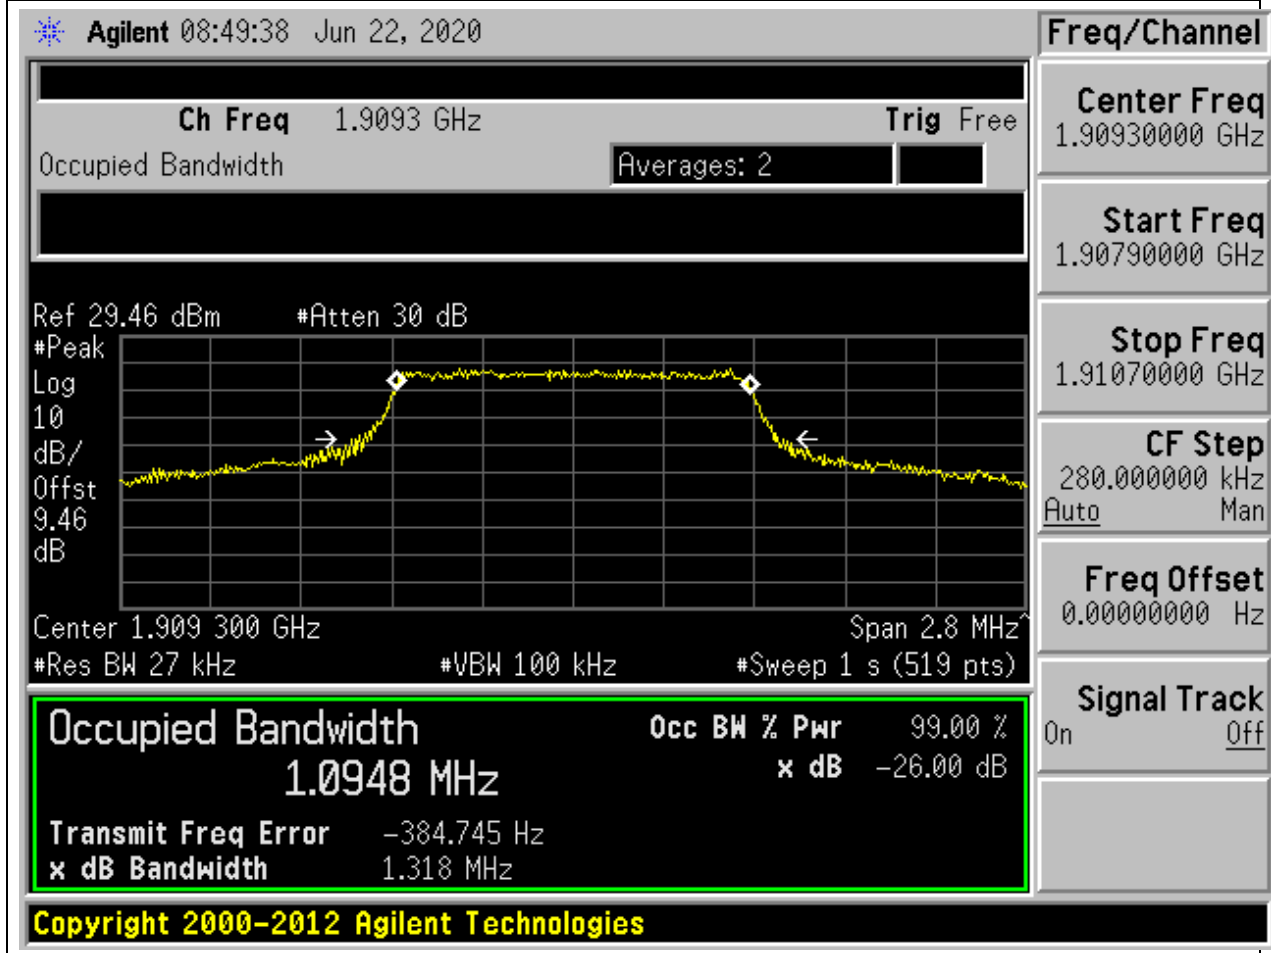 Agilent 08:49:38 Jun 22, 2020
Freq/Channel
Ch Freq 1.9093 GHz Trig Free
Occupied Bandwidth Averages: 2
Ref 29.46 dBm #Atten 30 dB
#Peak
Log
10
dB/
Offst
9.46
dB
Center 1.909 300 GHz Span 2.8 MHz^
#Res BW 27 kHz #VBW 100 kHz #Sweep 1 s (519 pts)
Occupied Bandwidth Occ BW % Pwr 99.00 %
1.0948 MHz x dB -26.00 dB
Transmit Freq Error -384.745 Hz
x dB Bandwidth 1.318 MHz
Center Freq
1.90930000 GHz
Start Freq
1.90790000 GHz
Stop Freq
1.91070000 GHz
CF Step
280.000000 kHz
Auto Man
Freq Offset
0.00000000 Hz
Signal Track
On Off
Copyright 2000-2012 Agilent Technologies